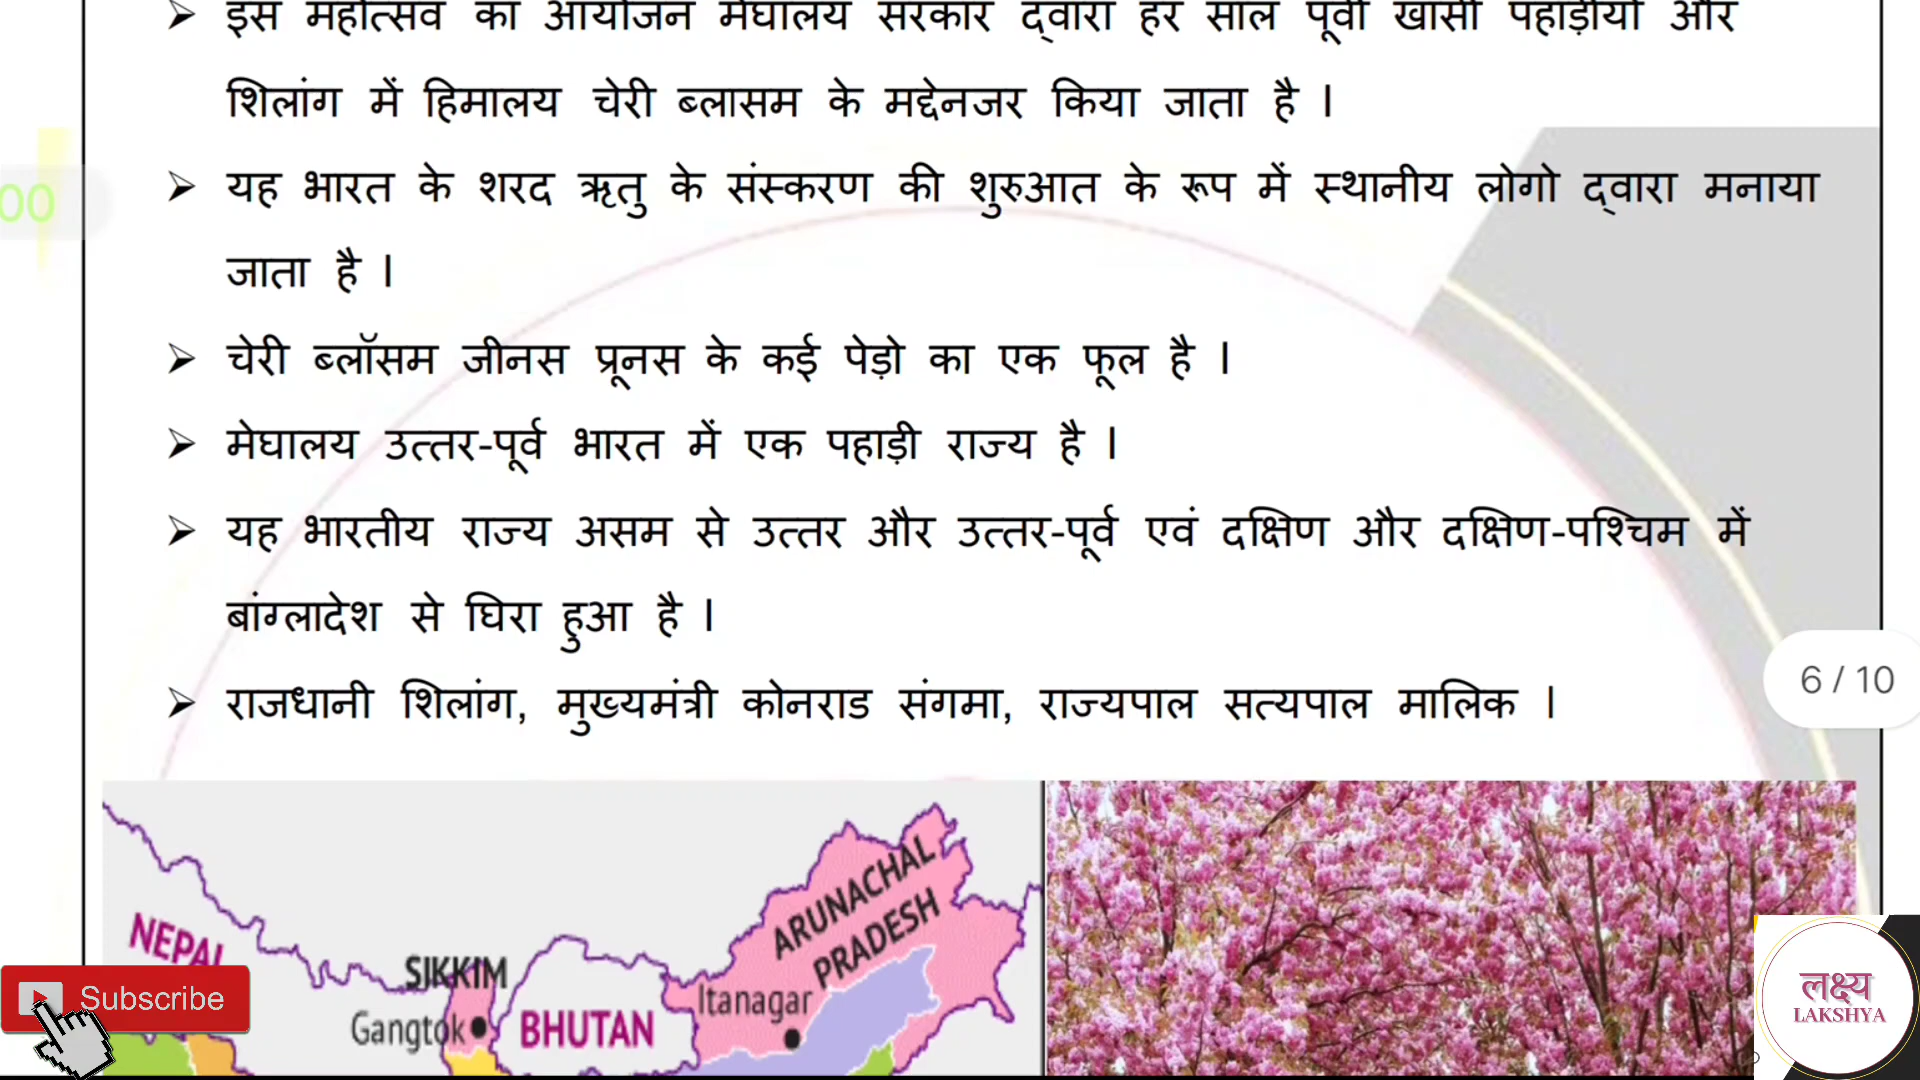 ➢ इस महोत्सव का आयोजन मेघालय सरकार द्वारा हर साल पूर्वी खासी पहाड़ीयों और
शिलांग में हिमालय चेरी ब्लासम के मद्देनजर किया जाता है ।
➢ यह भारत के शरद ऋतु के संस्करण की शुरुआत के रूप में स्थानीय लोगो द्वारा मनाया
जाता है ।
➢ चेरी ब्लॉसम जीनस प्रूनस के कई पेड़ो का एक फूल है ।
➢ मेघालय उत्तर-पूर्व भारत में एक पहाड़ी राज्य है ।
➢ यह भारतीय राज्य असम से उत्तर और उत्तर-पूर्व एवं दक्षिण और दक्षिण-पश्चिम में
बांग्लादेश से घिरा हुआ है ।
➢ राजधानी शिलांग, मुख्यमंत्री कोनराड संगमा, राज्यपाल सत्यपाल मालिक ।
00
6 / 10
NEPAL
SIKKIM
Gangtok
BHUTAN
ARUNACHAL
PRADESH
Itanagar
Subscribe
लक्ष्य
LAKSHYA